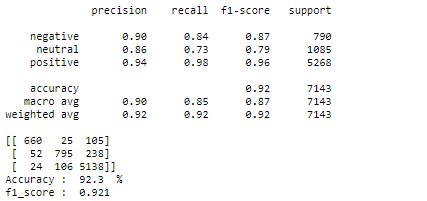 precision recall f1-score support
negative 0.90 0.84 0.87 790
neutral 0.86 0.73 0.79 1085
positive 0.94 0.98 0.96 5268
accuracy 0.92 7143
macro avg 0.90 0.85 0.87 7143
weighted avg 0.92 0.92 0.92 7143
[[ 660 25 105]
[ 52 795 238]
[ 24 106 5138]]
Accuracy : 92.3 %
f1_score : 0.921